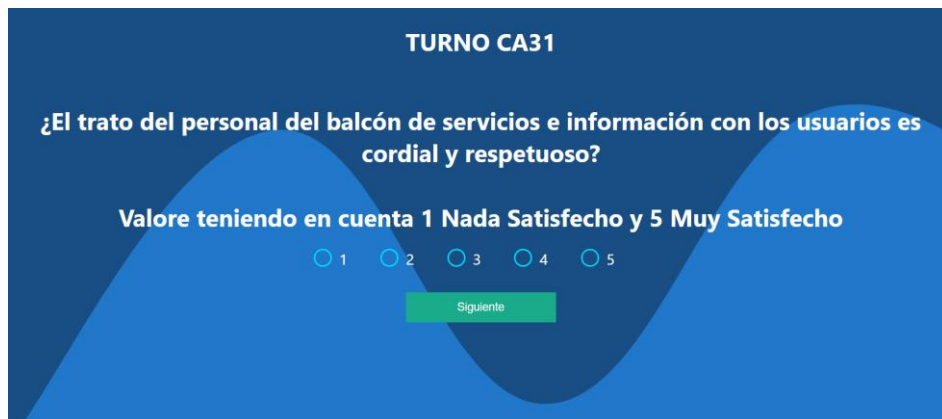 TURNO CA31
¿El trato del personal del balcón de servicios e información con los usuarios es
cordial y respetuoso?
Valore teniendo en cuenta 1 Nada Satisfecho y 5 Muy Satisfecho
1 2 3 4 5
Siguiente